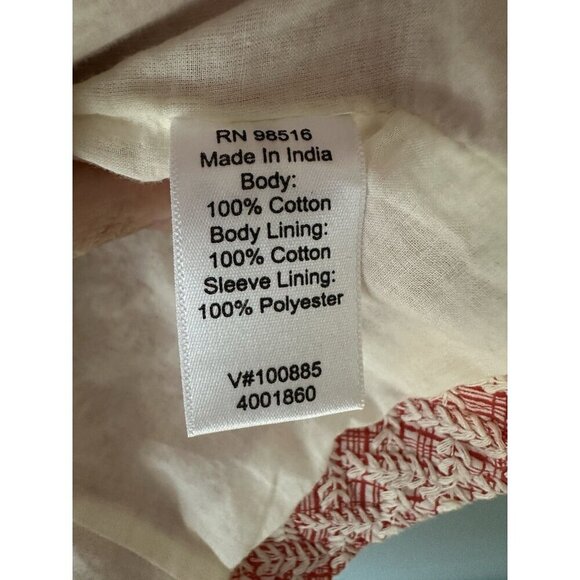 RN 98516
Made In India
Body:
100% Cotton
Body Lining:
100% Cotton
Sleeve Lining:
100% Polyester
V#100885
4001860